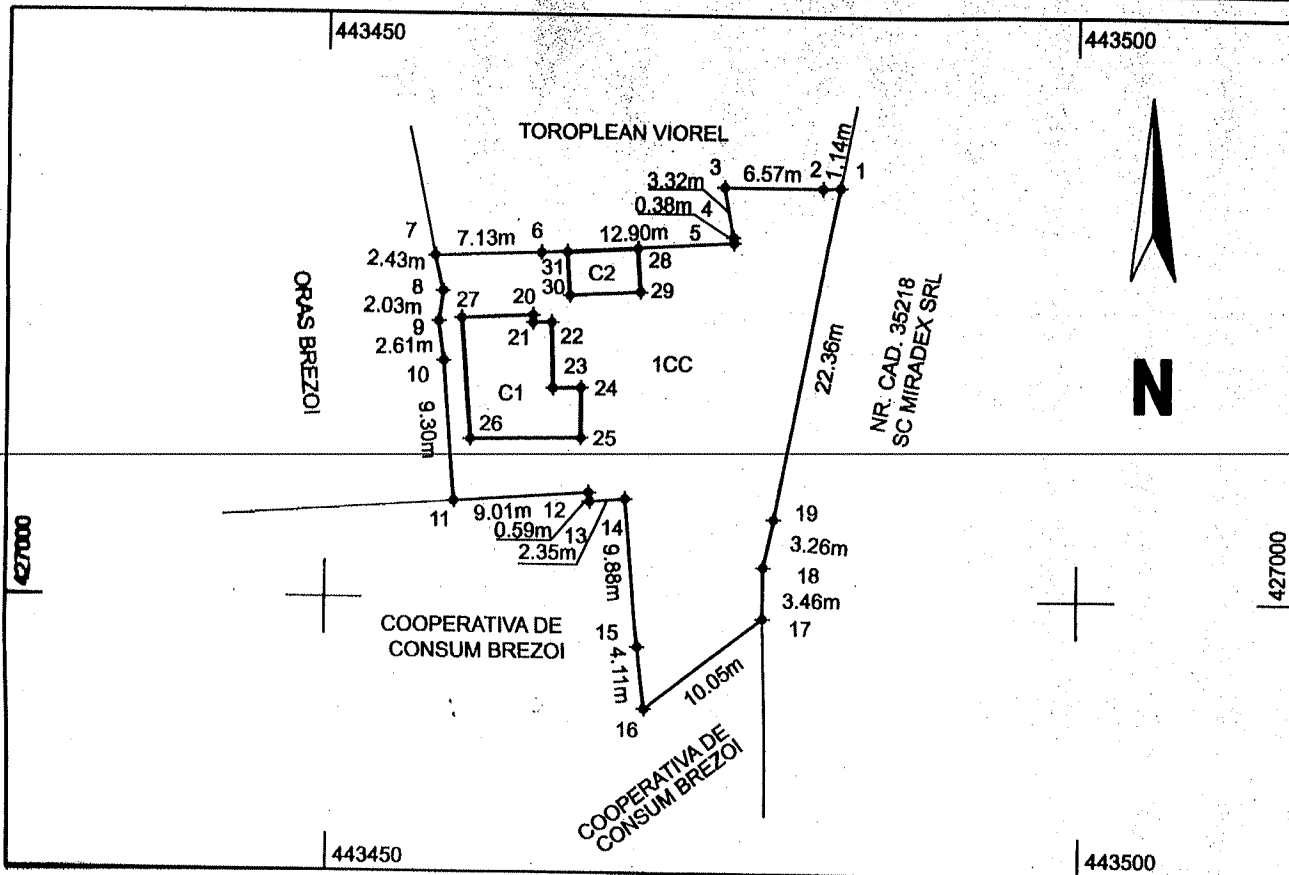 443450
443500
TOROPLEAN VIOREL
1.14m
3
6.57m
2
1
3.32m
0.38m
4
7
7.13m
6
12.90m
5
2.43m
31
C2
28
8
30
29
ORAS BREZOI
2.03m
27
20
9
21
22
2.61m
10
23
24
1CC
C1
22.36m
NR. CAD. 35218
SC MIRADEX SRL
N
9.30m
26
25
11
9.01m
12
0.59m
13
14
2.35m
19
3.26m
9.88m
18
3.46m
17
427000
427000
COOPERATIVA DE
CONSUM BREZOI
15
4.11m
10.05m
16
COOPERATIVA DE
CONSUM BREZOI
443450
443500